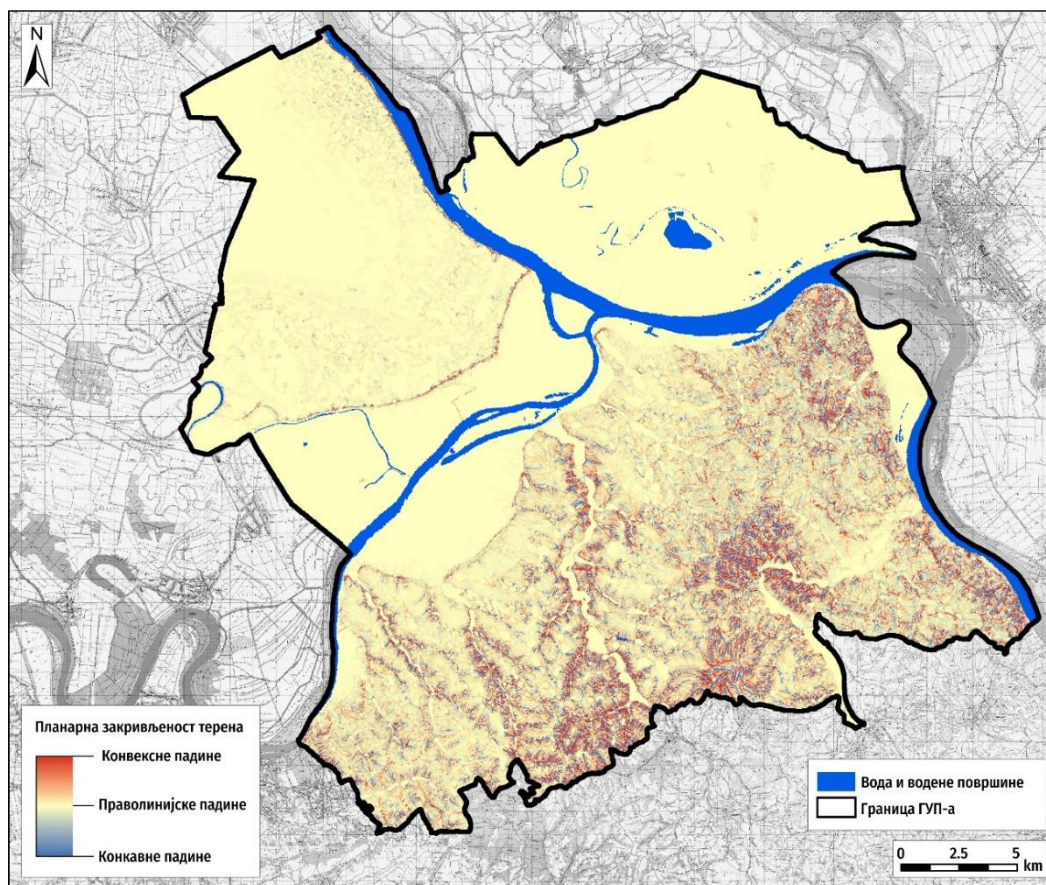 N
Планарна закривљеност терена
Конвексне падине
Праволинијске падине
Конкавне падине
Вода и водене површине
Граница ГУП-а
0 2.5 5
km